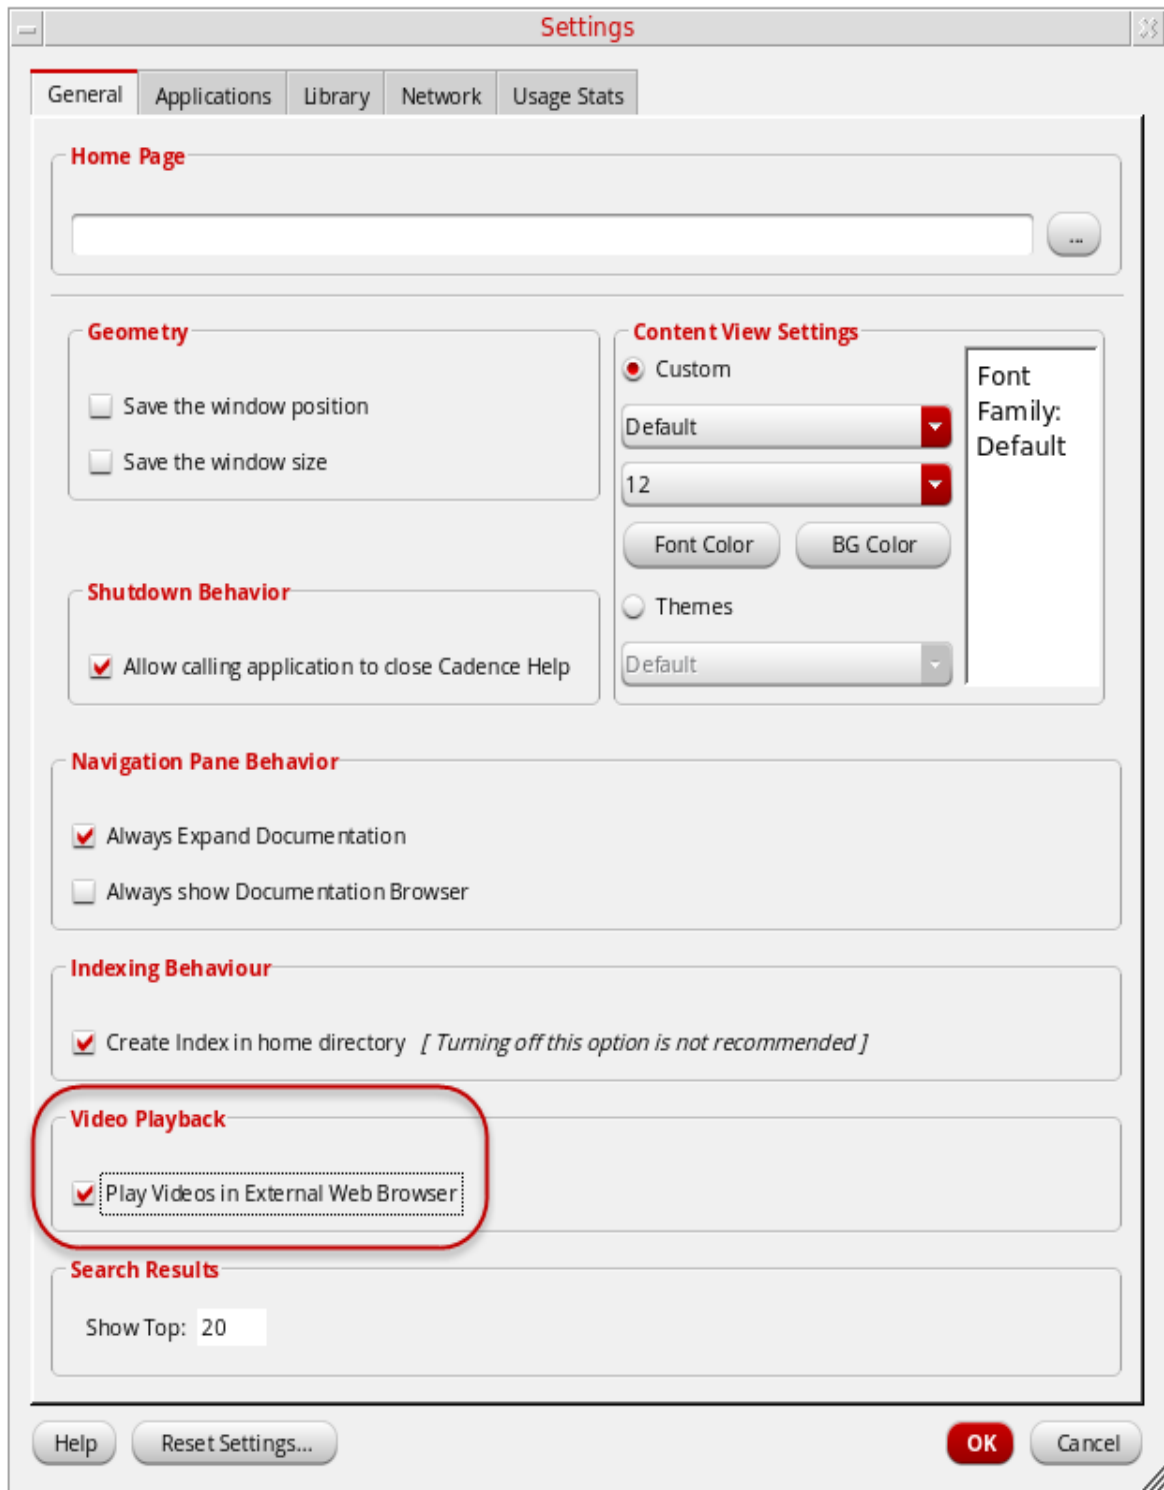 Settings
General
Applications
Library
Network
Usage Stats
Home Page
...
Geometry
Save the window position
Save the window size
Shutdown Behavior
Allow calling application to close Cadence Help
Content View Settings
Custom
Default
12
Font Color
BG Color
Themes
Default
Font
Family:
Default
Navigation Pane Behavior
Always Expand Documentation
Always show Documentation Browser
Indexing Behaviour
Create Index in home directory [ Turning off this option is not recommended ]
Video Playback
Play Videos in External Web Browser
Search Results
Show Top: 20
Help
Reset Settings...
OK
Cancel